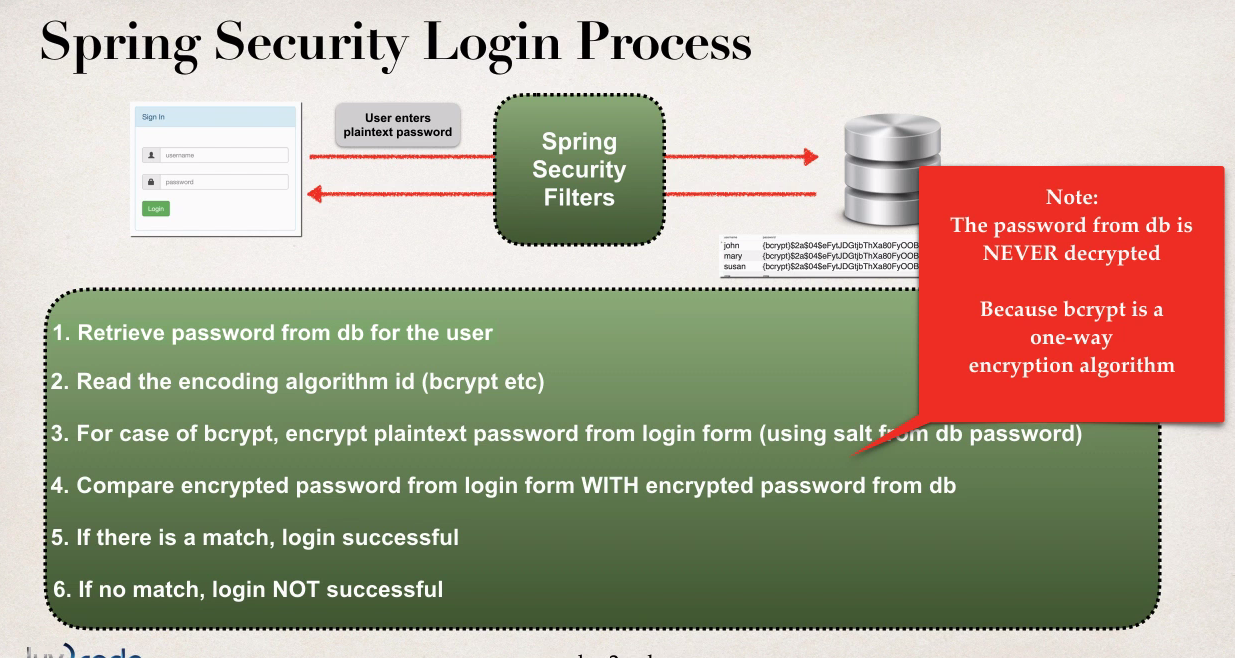 Spring Security Login Process
Sign In
username
password
Login
User enters
plaintext password
Spring
Security
Filters
john {bcrypt}$2a$04$eFytJDGtjbThXa80FyOOB
mary {bcrypt}$2a$04$eFytJDGtjbThXa80FyOOB
susan {bcrypt}$2a$04$eFytJDGtjbThXa80FyOOB
Note:
The password from db is
NEVER decrypted
Because bcrypt is a
one-way
encryption algorithm
1. Retrieve password from db for the user
2. Read the encoding algorithm id (bcrypt etc)
3. For case of bcrypt, encrypt plaintext password from login form (using salt from db password)
4. Compare encrypted password from login form WITH encrypted password from db
5. If there is a match, login successful
6. If no match, login NOT successful